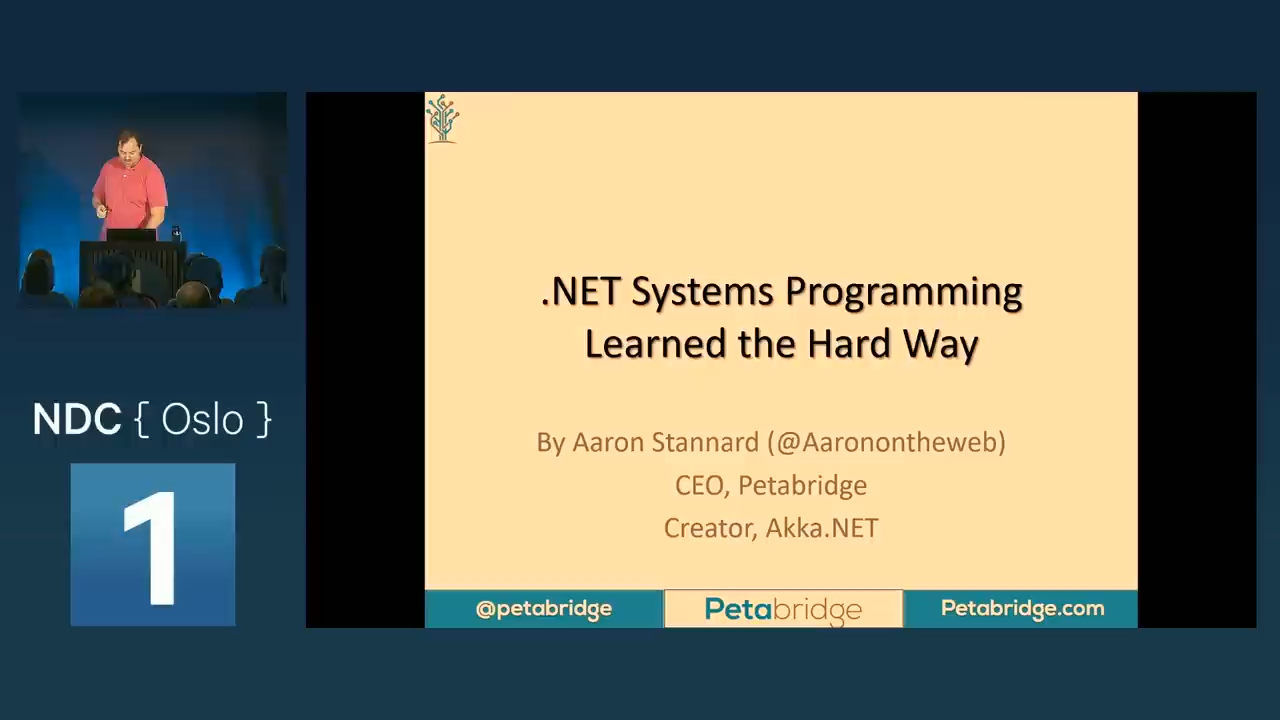 NDC { Oslo }
1
.NET Systems Programming
Learned the Hard Way
By Aaron Stannard (@Aaronontheweb)
CEO, Petabridge
Creator, Akka.NET
@petabridge
Petabridge
Petabridge.com